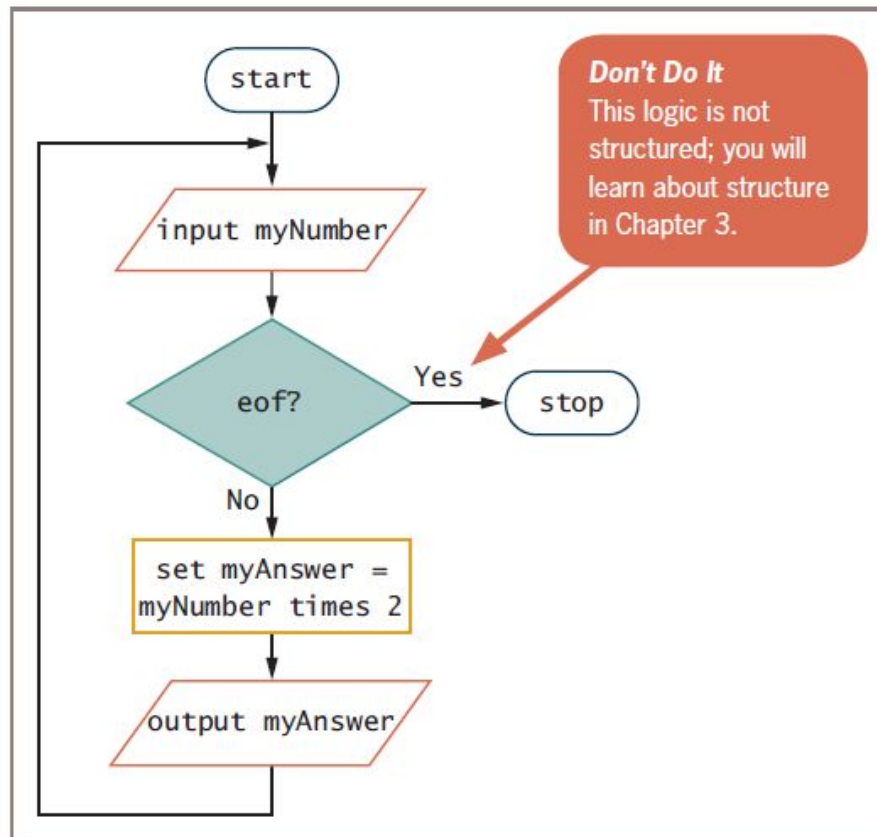 start
Don't Do It
This logic is not
structured; you will
learn about structure
in Chapter 3.
input myNumber
eof?
Yes
stop
No
set myAnswer =
myNumber times 2
output myAnswer